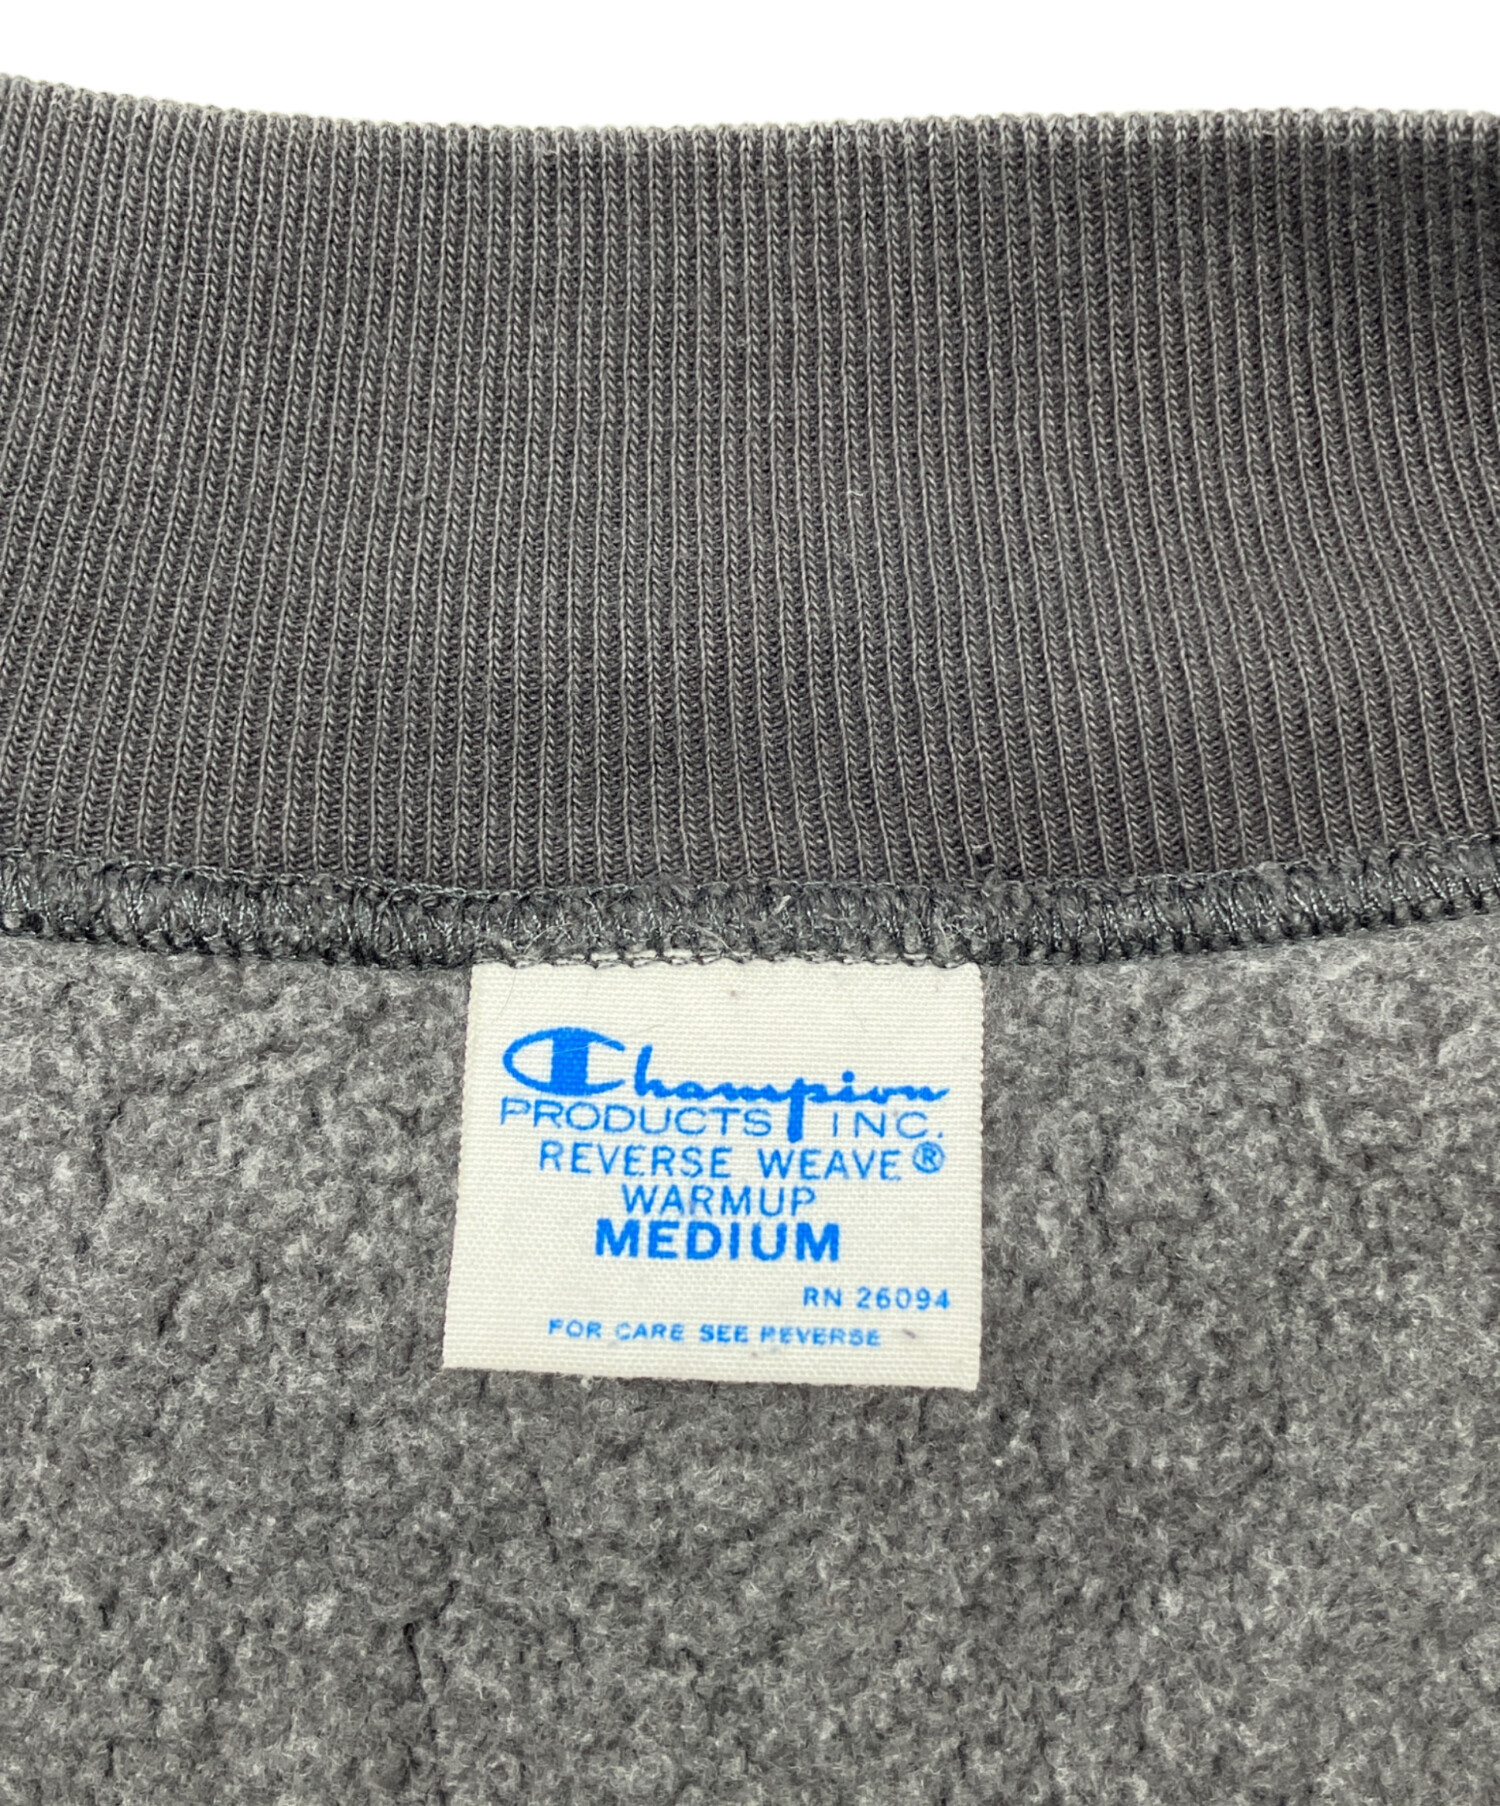 Champion
PRODUCTS INC.
REVERSE WEAVE®
WARMUP
MEDIUM
RN 26094
FOR CARE SEE REVERSE